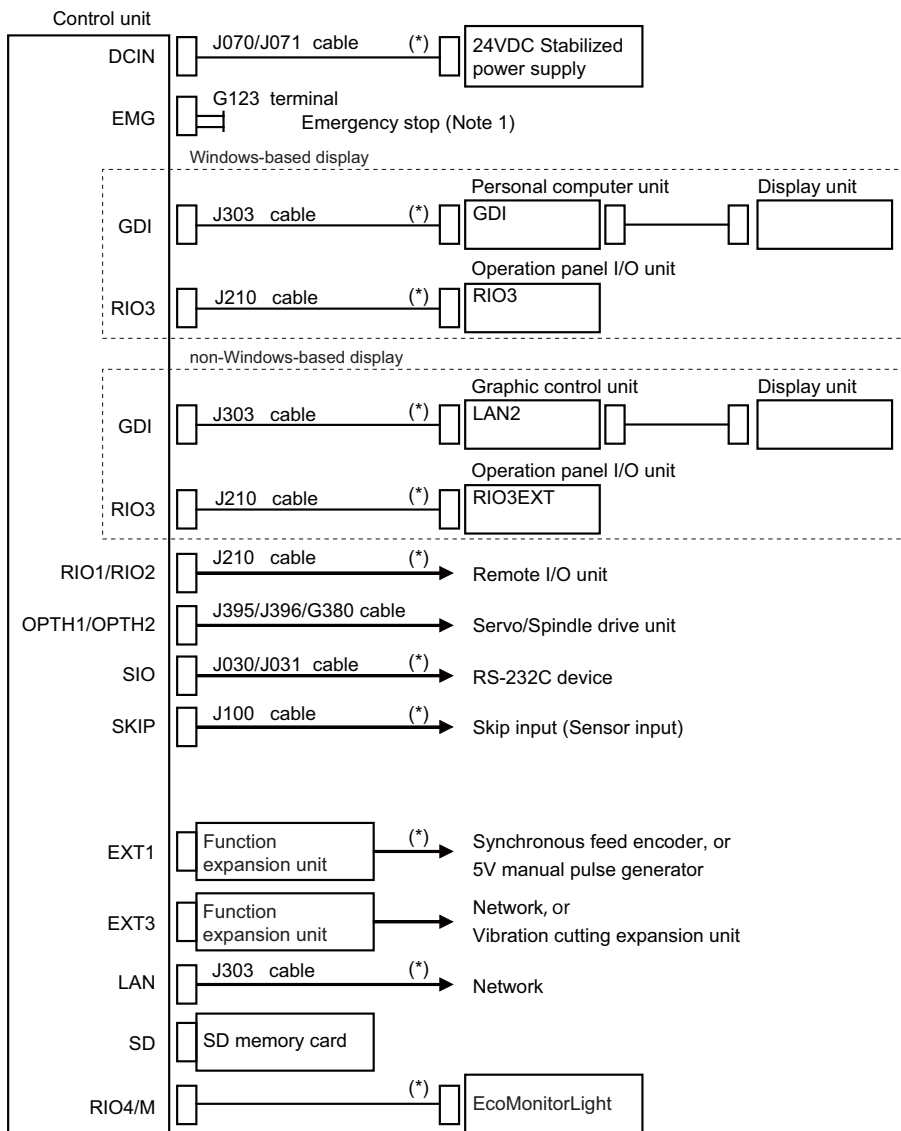 Control unit
DCIN
J070/J071 cable (*)
24VDC Stabilized
power supply
EMG
G123 terminal
Emergency stop (Note 1)
Windows-based display
Personal computer unit
Display unit
GDI
J303 cable (*)
GDI
Operation panel I/O unit
RIO3
J210 cable (*)
RIO3
non-Windows-based display
Graphic control unit
Display unit
GDI
J303 cable (*)
LAN2
Operation panel I/O unit
RIO3
J210 cable (*)
RIO3EXT
RIO1/RIO2
J210 cable (*)
Remote I/O unit
OPTH1/OPTH2
J395/J396/G380 cable
Servo/Spindle drive unit
SIO
J030/J031 cable (*)
RS-232C device
SKIP
J100 cable (*)
Skip input (Sensor input)
EXT1
Function
expansion unit
(*)
Synchronous feed encoder, or
5V manual pulse generator
EXT3
Function
expansion unit
Network, or
Vibration cutting expansion unit
LAN
J303 cable (*)
Network
SD
SD memory card
RIO4/M
(*)
EcoMonitorLight